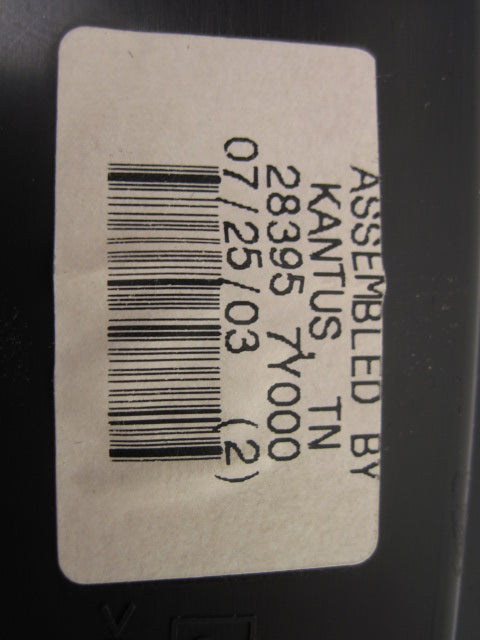 ASSEMBLED BY
KANTUS TN
28395 7Y000
07/25/03 (2)